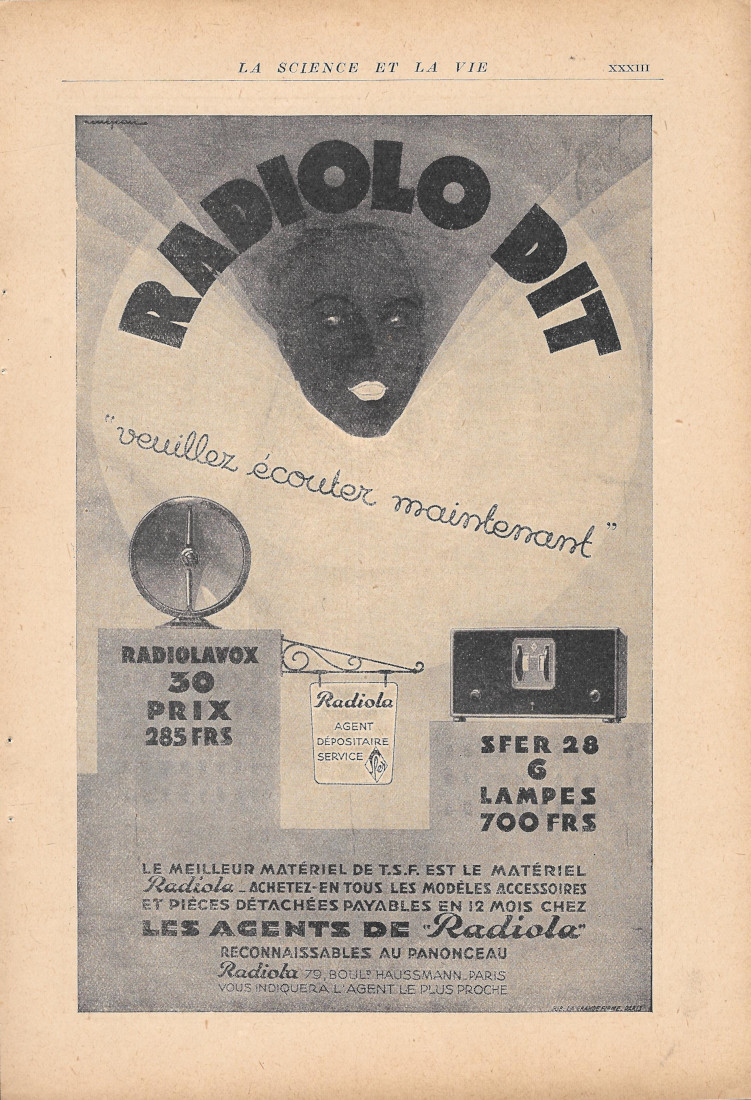 LA SCIENCE ET LA VIE XXXIII
RADIOLO DIT
"veuillez écouter maintenant"
RADIOLAVOX
30
PRIX
285 FRS
Radiola
AGENT
DÉPOSITAIRE
SERVICE
SFER 28
6
LAMPES
700 FRS
LE MEILLEUR MATÉRIEL DE T.S.F. EST LE MATÉRIEL
Radiola _ ACHETEZ-EN TOUS LES MODÈLES ACCESSOIRES
ET PIÈCES DÉTACHÉES PAYABLES EN 12 MOIS CHEZ
LES AGENTS DE "Radiola"
RECONNAISSABLES AU PANONCEAU
Radiola 79, BOULD HAUSSMANN_PARIS
VOUS INDIQUERA L'AGENT LE PLUS PROCHE